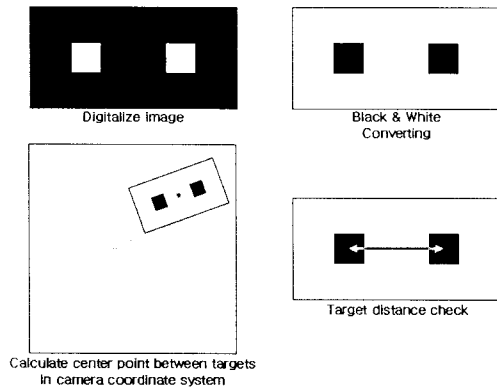 Digitalize image
Black & White
Converting
Target distance check
Calculate center point between targets
in camera coordinate system